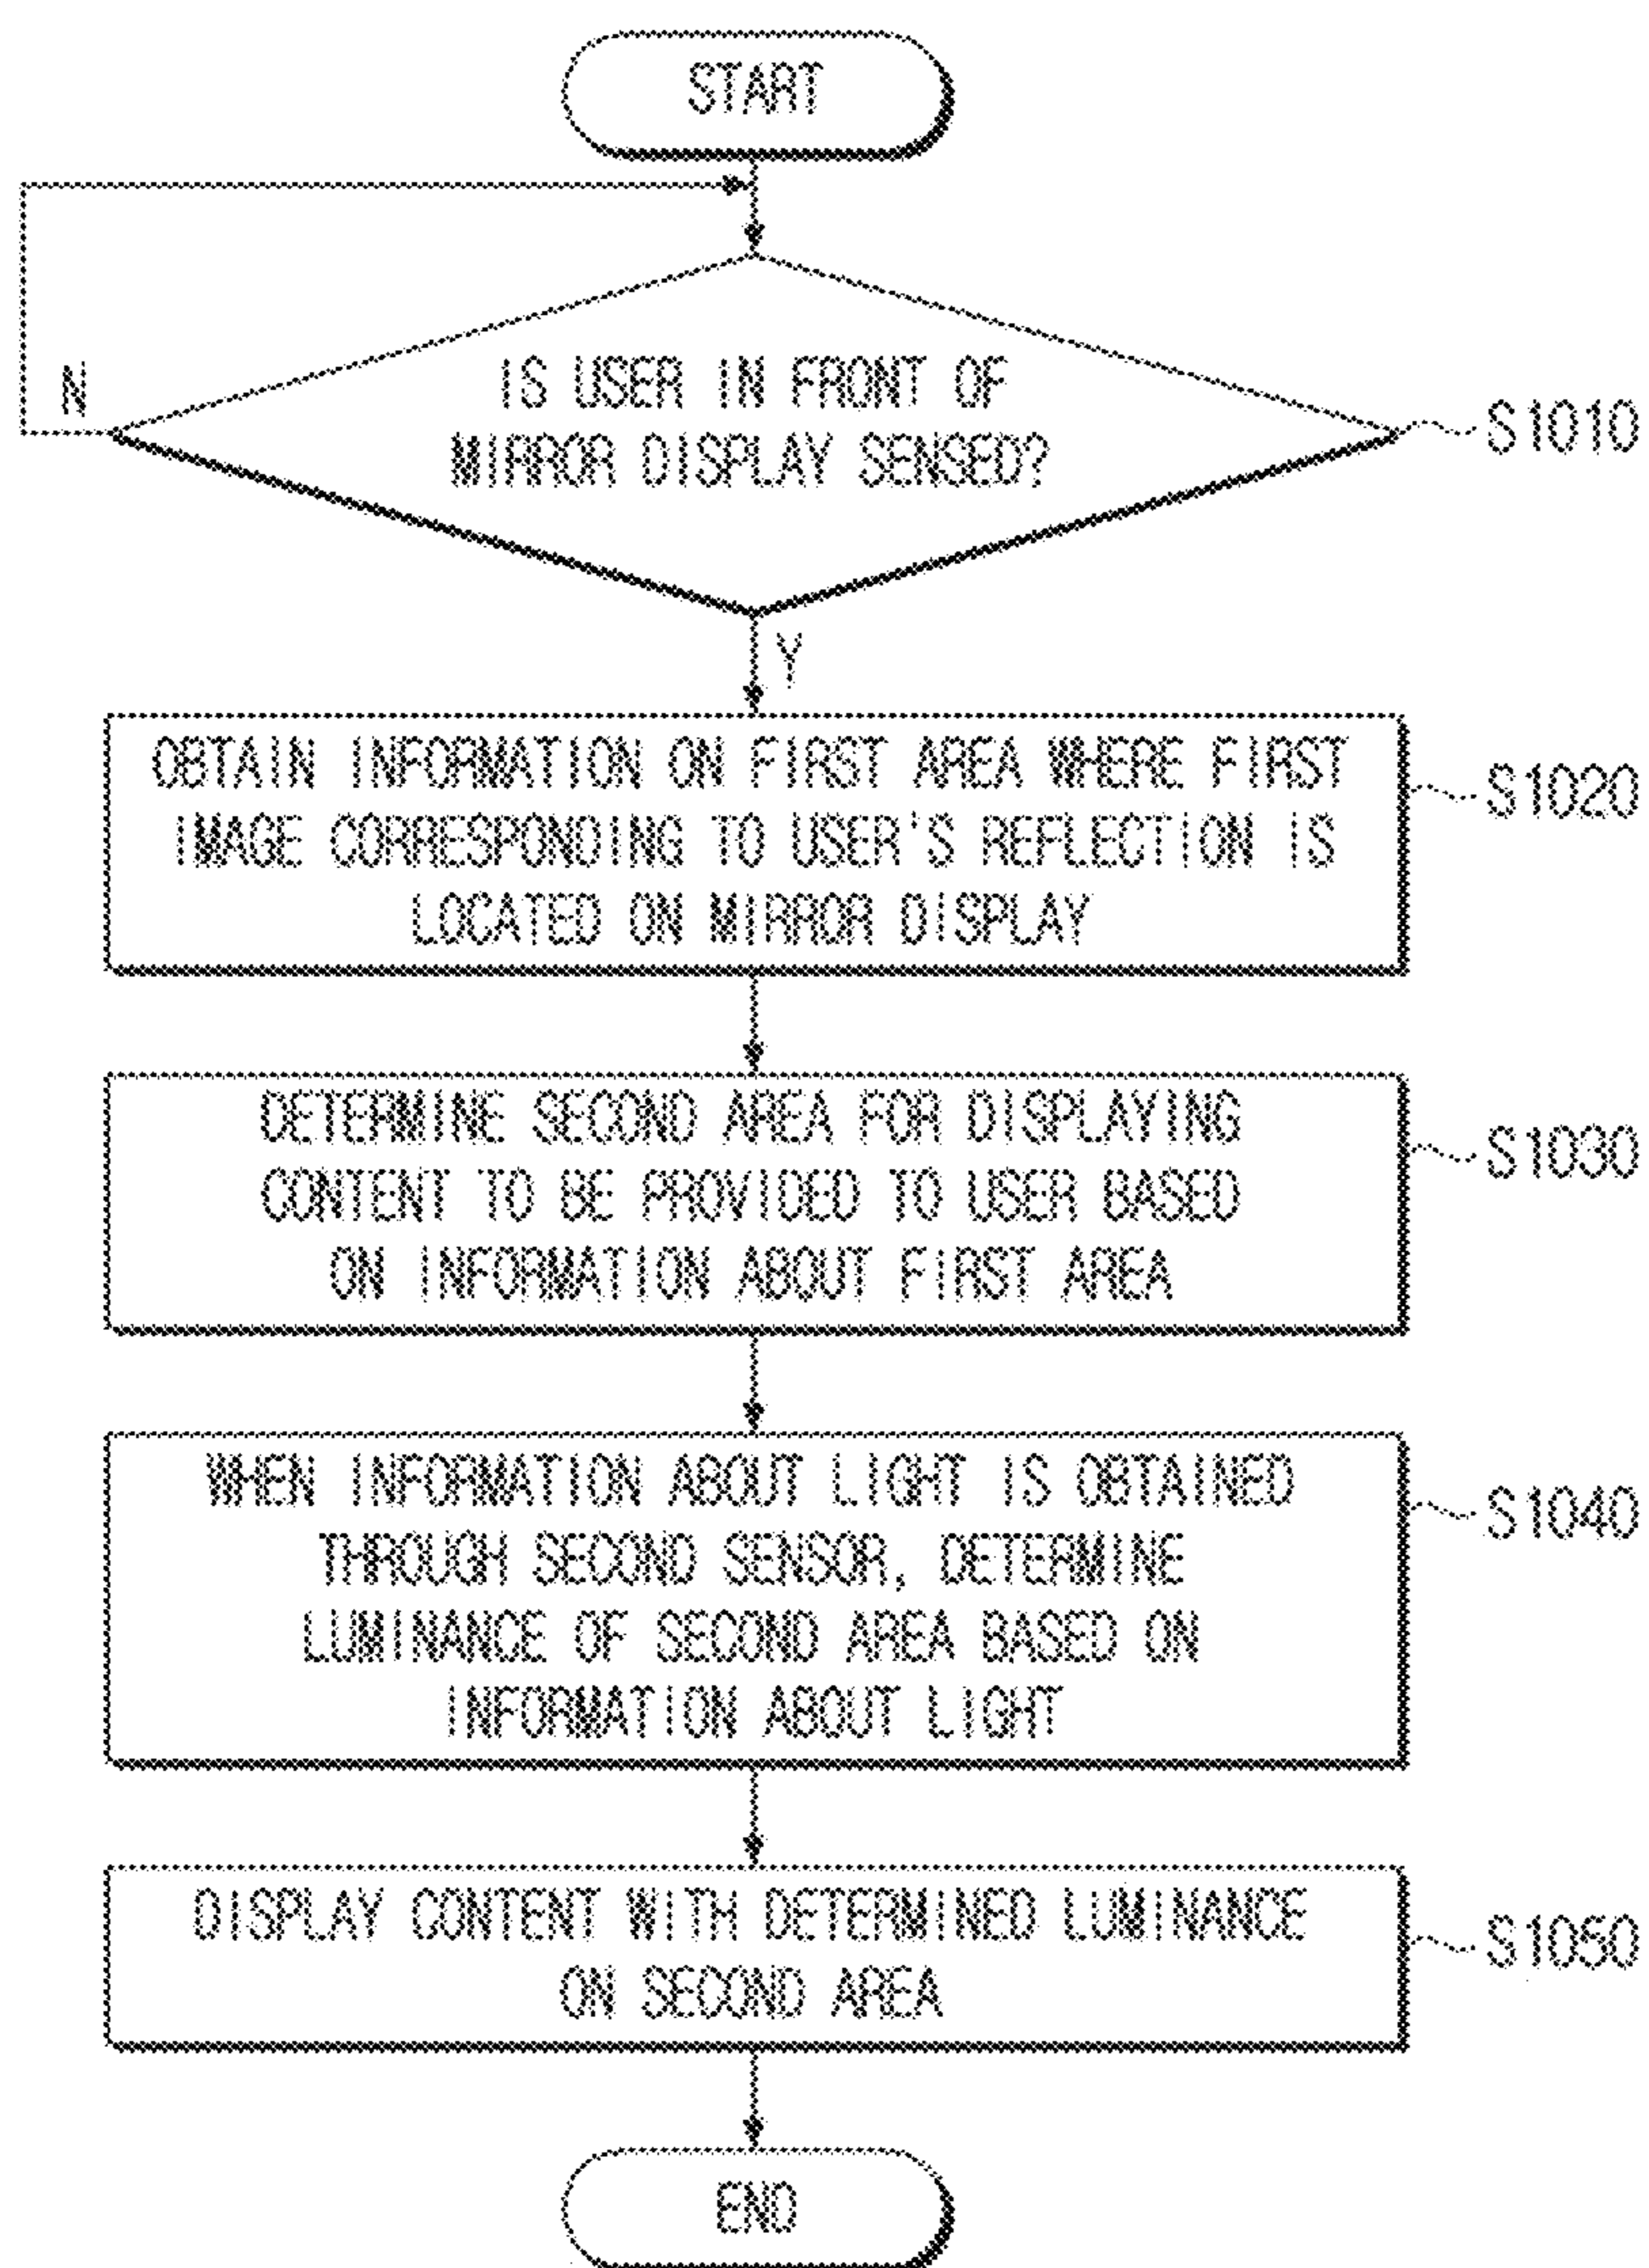 START
IS USER IN FRONT OF
MIRROR DISPLAY SENSED?
N
S1010
Y
OBTAIN INFORMATION ON FIRST AREA WHERE FIRST
IMAGE CORRESPONDING TO USER'S REFLECTION IS
LOCATED ON MIRROR DISPLAY
S1020
DETERMINE SECOND AREA FOR DISPLAYING
CONTENT TO BE PROVIDED TO USER BASED
ON INFORMATION ABOUT FIRST AREA
S1030
WHEN INFORMATION ABOUT LIGHT IS OBTAINED
THROUGH SECOND SENSOR, DETERMINE
LUMINANCE OF SECOND AREA BASED ON
INFORMATION ABOUT LIGHT
S1040
DISPLAY CONTENT WITH DETERMINED LUMINANCE
ON SECOND AREA
S1050
END